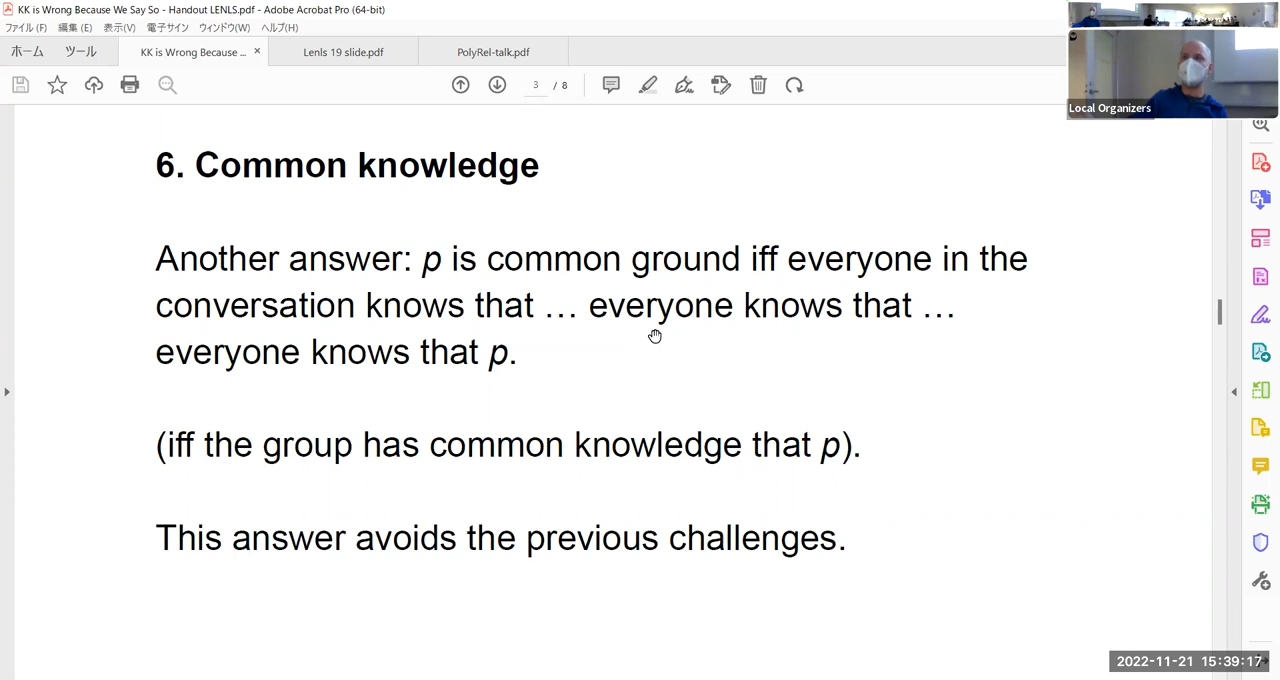 KK is Wrong Because We Say So - Handout LENLS.pdf - Adobe Acrobat Pro (64-bit)
ファイル(F) 編集(E) 表示(V) 電子サイン ウィンドウ(W) ヘルプ(H)
ホーム ツール KK is Wrong Because ... × Lenls 19 slide.pdf PolyRel-talk.pdf
3 / 8
Local Organizers
6. Common knowledge
Another answer: p is common ground iff everyone in the
conversation knows that … everyone knows that …
everyone knows that p.
(iff the group has common knowledge that p).
This answer avoids the previous challenges.
2022-11-21 15:39:17